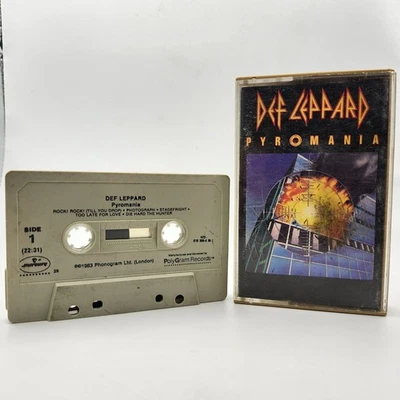 DEF LEPPARD
Pyromania
ROCK! ROCK! (TILL YOU DROP) • PHOTOGRAPH • STAGEFRIGHT •
TOO LATE FOR LOVE • DIE HARD THE HUNTER
SIDE
1
(22:31)
mercury
℗©1983 Phonogram Ltd. (London)
PolyGram Records
DEF LEPPARD
PYROMANIA